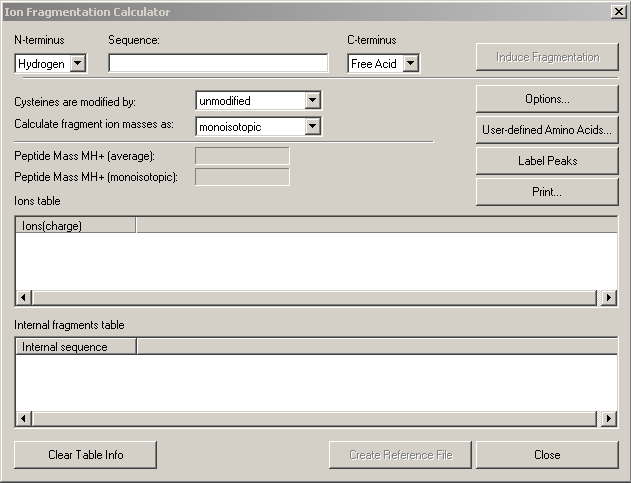 Ion Fragmentation Calculator
N-terminus Sequence: C-terminus
Hydrogen Free Acid Induce Fragmentation
Cysteines are modified by: unmodified Options...
Calculate fragment ion masses as: monoisotopic User-defined Amino Acids...
Peptide Mass MH+ (average): Label Peaks
Peptide Mass MH+ (monoisotopic): Print...
Ions table
Ions(charge)
Internal fragments table
Internal sequence
Clear Table Info Create Reference File Close